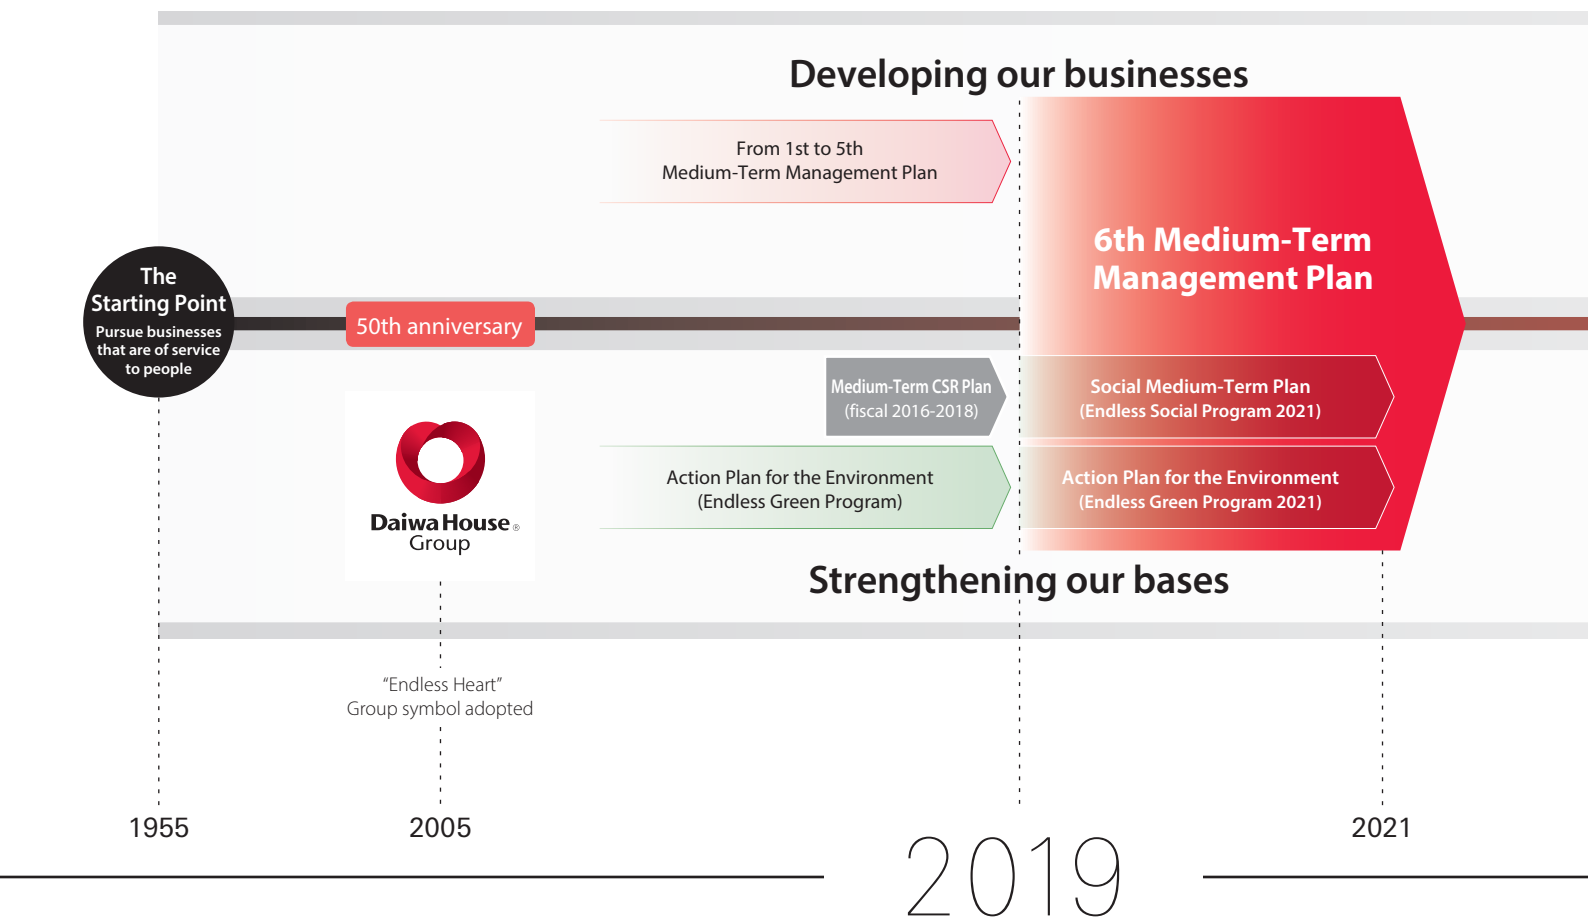 Developing our businesses
From 1st to 5th
Medium-Term Management Plan
6th Medium-Term
Management Plan
The
Starting Point
Pursue businesses
that are of service
to people
50th anniversary
Medium-Term CSR Plan
(fiscal 2016-2018)
Social Medium-Term Plan
(Endless Social Program 2021)
Daiwa House®
Group
Action Plan for the Environment
(Endless Green Program)
Action Plan for the Environment
(Endless Green Program 2021)
Strengthening our bases
“Endless Heart”
Group symbol adopted
1955
2005
2019
2021